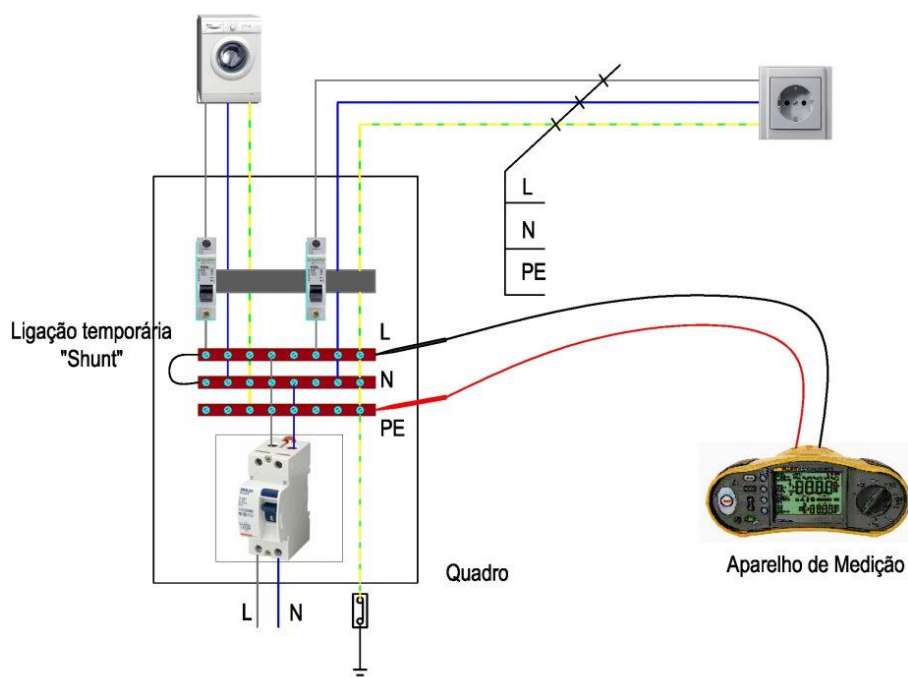 L
N
PE
Ligação temporária
"Shunt"
L
N
PE
Quadro
L N
Aparelho de Medição